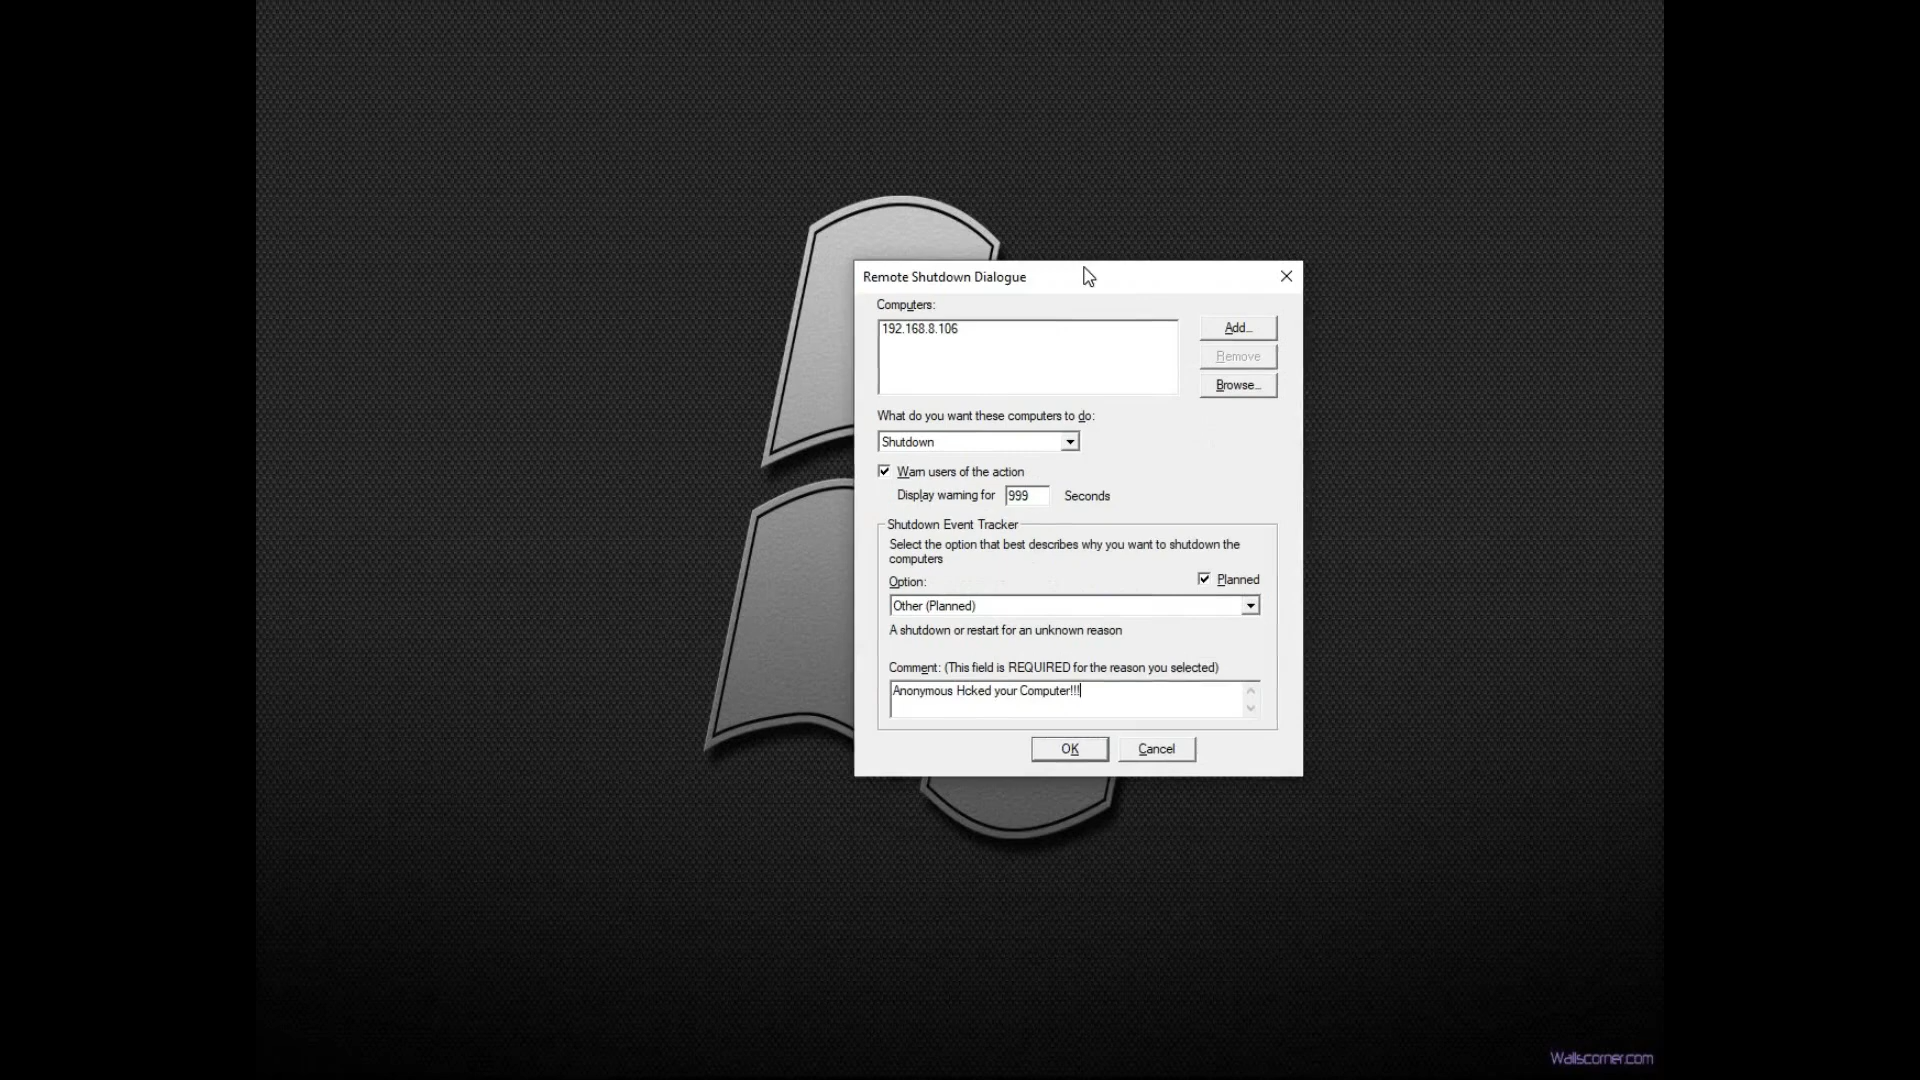 Remote Shutdown Dialogue
Computers:
192.168.8.106
Add...
Remove
Browse...
What do you want these computers to do:
Shutdown
Warn users of the action
Display warning for 999 Seconds
Shutdown Event Tracker
Select the option that best describes why you want to shutdown the
computers
Option:
Planned
Other (Planned)
A shutdown or restart for an unknown reason
Comment: (This field is REQUIRED for the reason you selected)
Anonymous Hcked your Computer!!!
OK
Cancel
Wallscorner.com